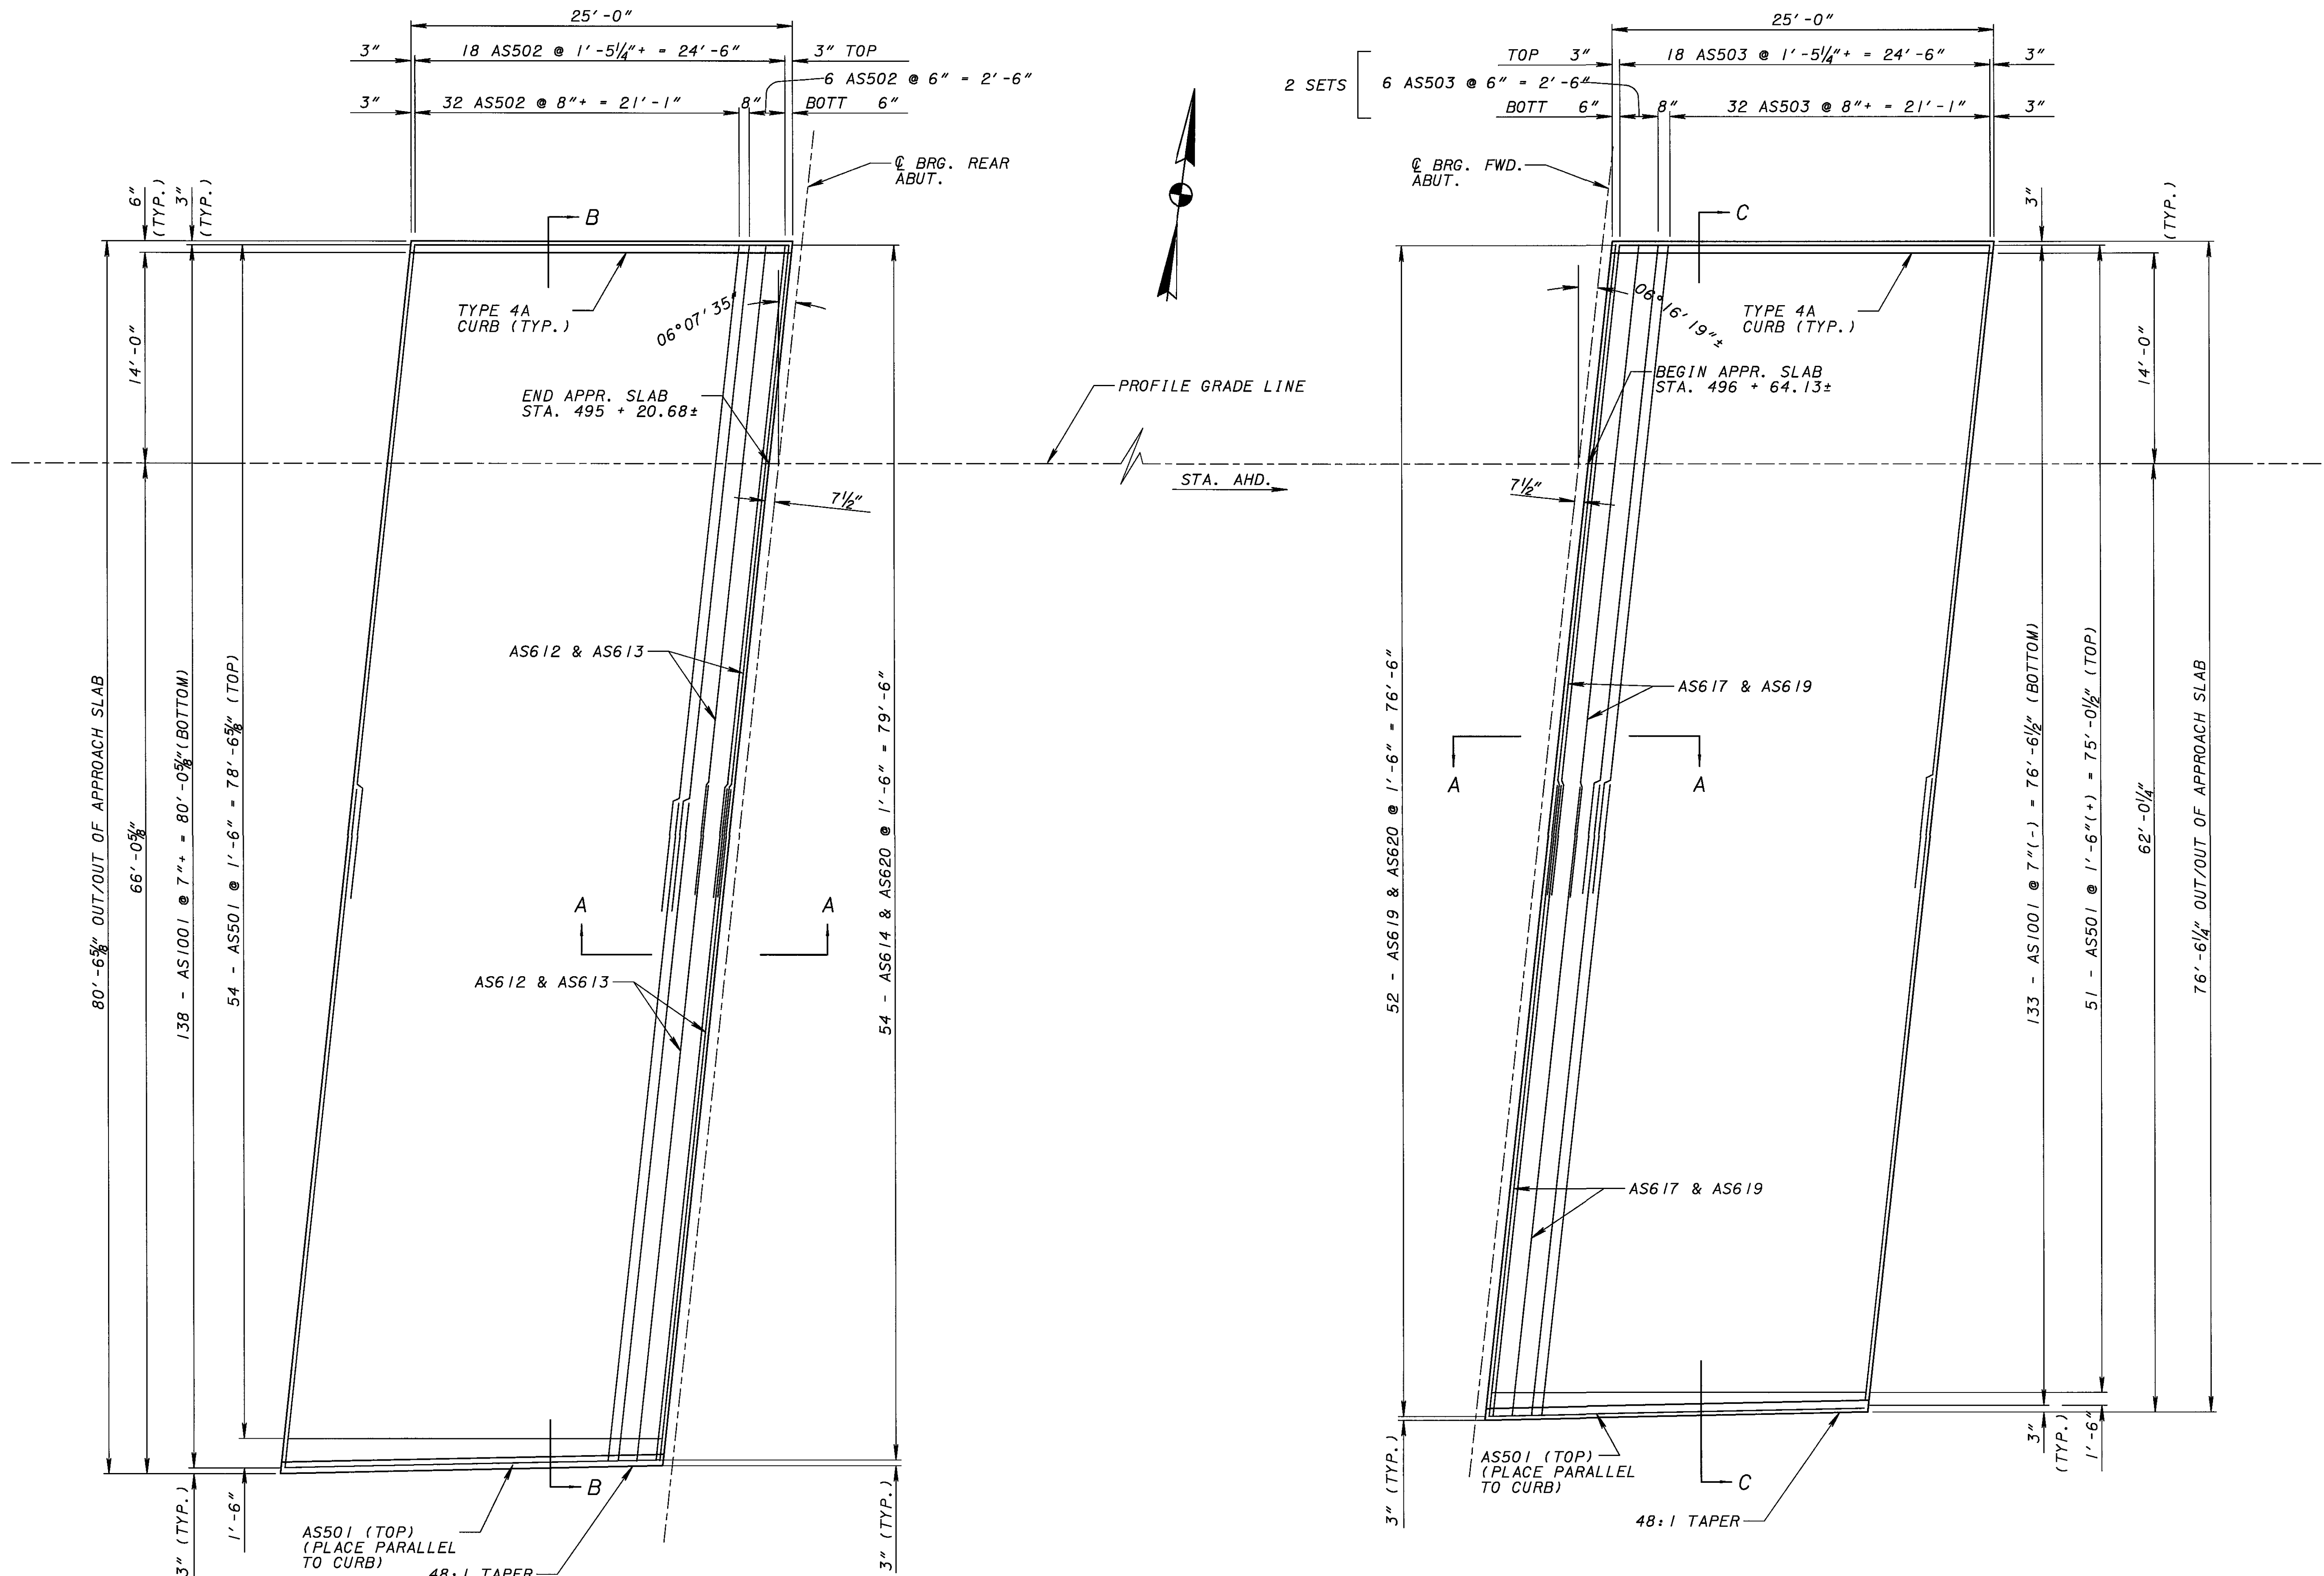 25'-0"
3"
18 AS502 @ 1'-5¼"+ = 24'-6"
3" TOP
6 AS502 @ 6" = 2'-6"
3"
32 AS502 @ 8"+ = 21'-1"
8"
BOTT 6"
℄ BRG. REAR
ABUT.
6"
(TYP.)
3"
(TYP.)
B
TYPE 4A
CURB (TYP.)
06°07'35"
14'-0"
END APPR. SLAB
STA. 495 + 20.68±
7½"
AS612 & AS613
80'-6⅝" OUT/OUT OF APPROACH SLAB
66'-0⅝"
138 - AS1001 @ 7"+ = 80'-0⅝" (BOTTOM)
54 - AS501 @ 1'-6" = 78'-6⅝" (TOP)
54 - AS614 & AS620 @ 1'-6" = 79'-6"
A
A
AS612 & AS613
B
3" (TYP.)
1'-6"
AS501 (TOP)
(PLACE PARALLEL
TO CURB)
48:1 TAPER
3" (TYP.)
PROFILE GRADE LINE
STA. AHD.
25'-0"
TOP 3"
18 AS503 @ 1'-5¼"+ = 24'-6"
3"
2 SETS
6 AS503 @ 6" = 2'-6"
BOTT 6"
8"
32 AS503 @ 8"+ = 21'-1"
3"
℄ BRG. FWD.
ABUT.
C
3"
(TYP.)
06°16'19"±
TYPE 4A
CURB (TYP.)
14'-0"
BEGIN APPR. SLAB
STA. 496 + 64.13±
7½"
AS617 & AS619
52 - AS619 & AS620 @ 1'-6" = 76'-6"
A
A
133 - AS1001 @ 7"(-) = 76'-6½" (BOTTOM)
51 - AS501 @ 1'-6"(+) = 75'-0½" (TOP)
62'-0¼"
76'-6¼" OUT/OUT OF APPROACH SLAB
AS617 & AS619
3" (TYP.)
AS501 (TOP)
(PLACE PARALLEL
TO CURB)
C
48:1 TAPER
3"
(TYP.)
1'-6"